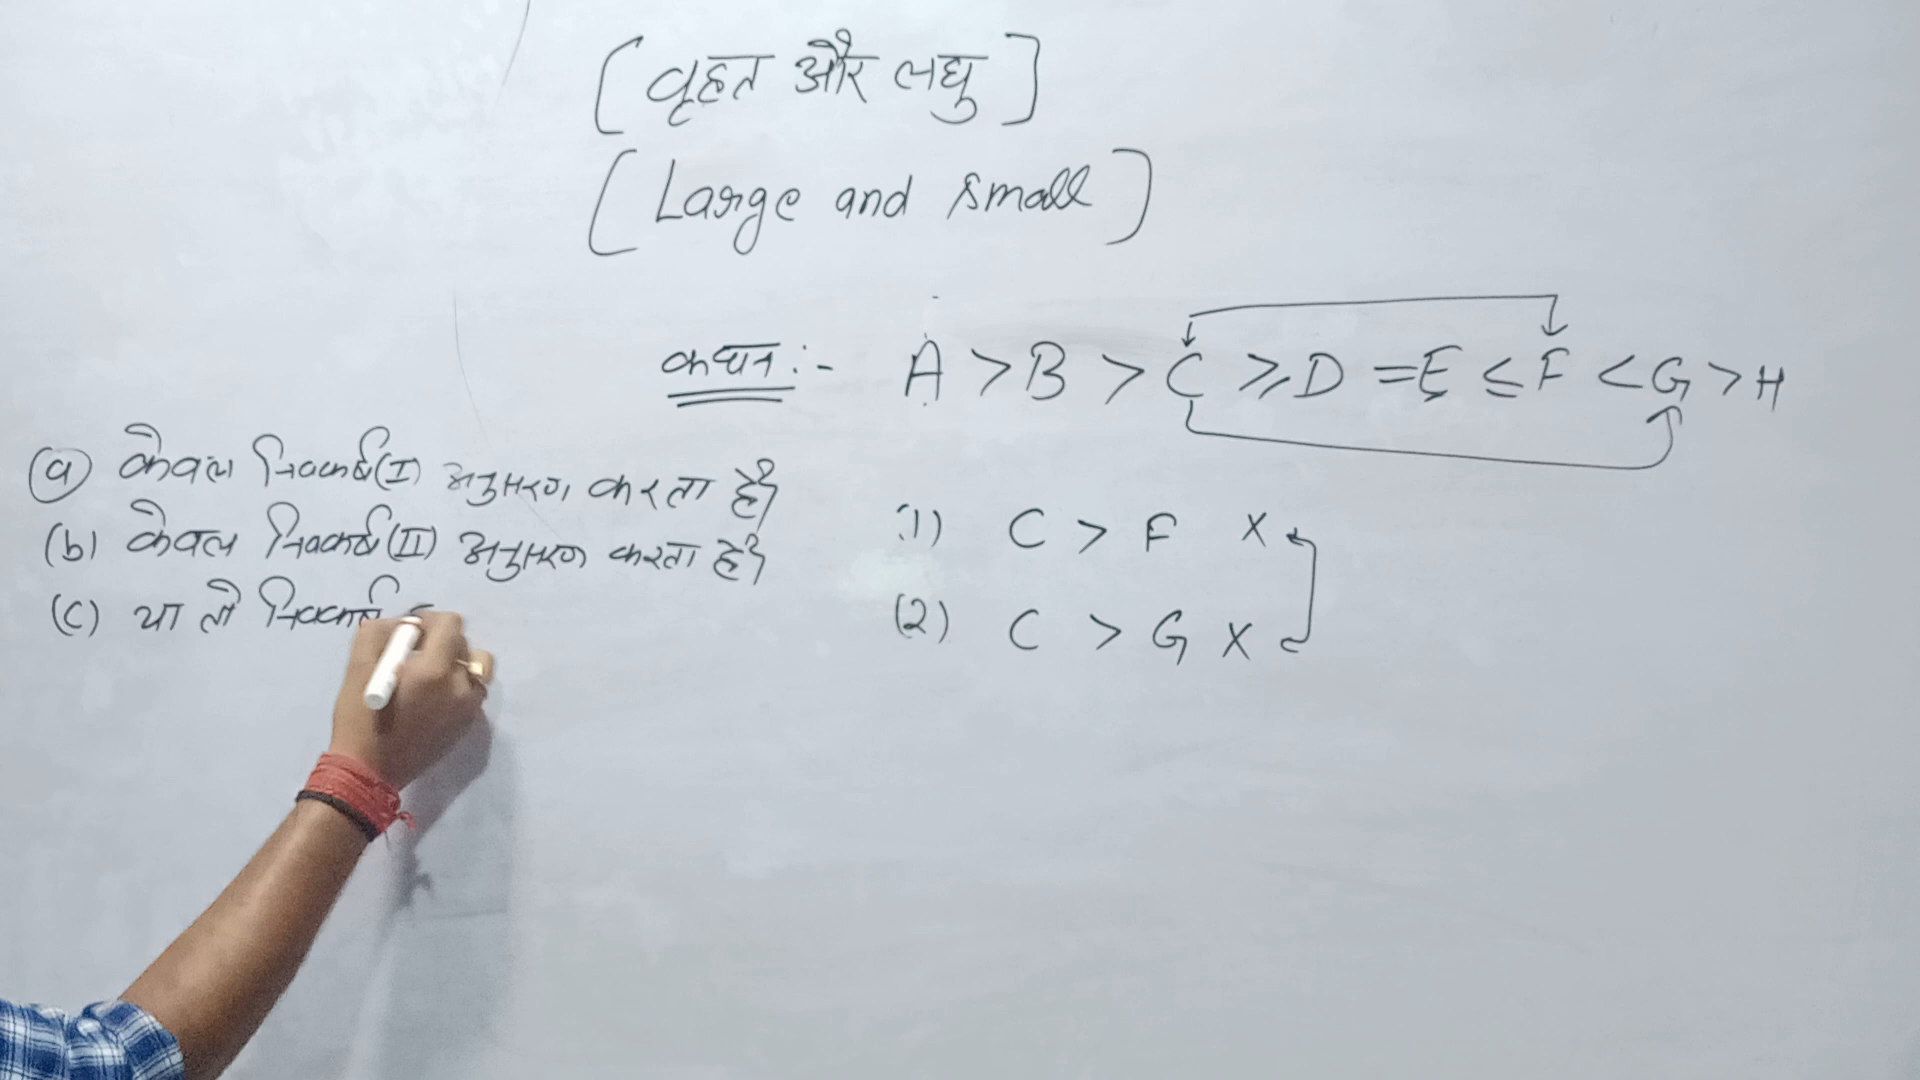 [वृहत और लघु]
[Large and small]
कथन :- A > B > C ≥ D = E ≤ F < G > H
(a) केवल निष्कर्ष (I) अनुसरण करता है।
(b) केवल निष्कर्ष (II) अनुसरण करता है।
(c) या तो निष्कर्ष
(1) C > F X
(2) C > G X